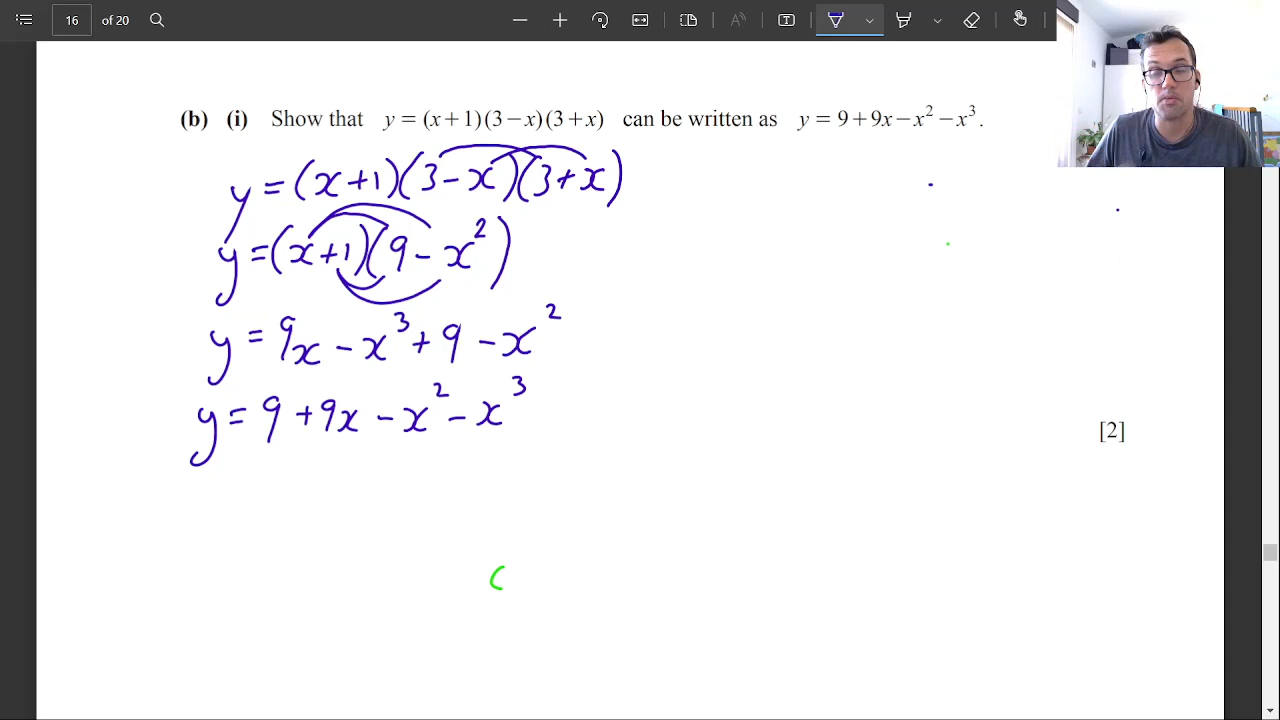 16 of 20
(b) (i) Show that y = (x+1)(3−x)(3+x) can be written as y = 9+9x−x²−x³.
y = (x+1)(3−x)(3+x)
y = (x+1)(9−x²)
y = 9x − x³ + 9 − x²
y = 9 + 9x − x² − x³
[2]
(